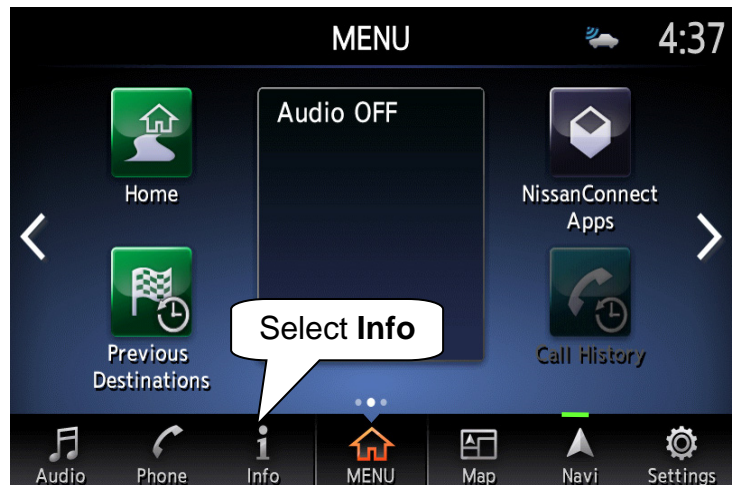 MENU
4:37
Audio OFF
Home
NissanConnect
Apps
Select Info
Previous
Destinations
Call History
Audio
Phone
Info
MENU
Map
Navi
Settings